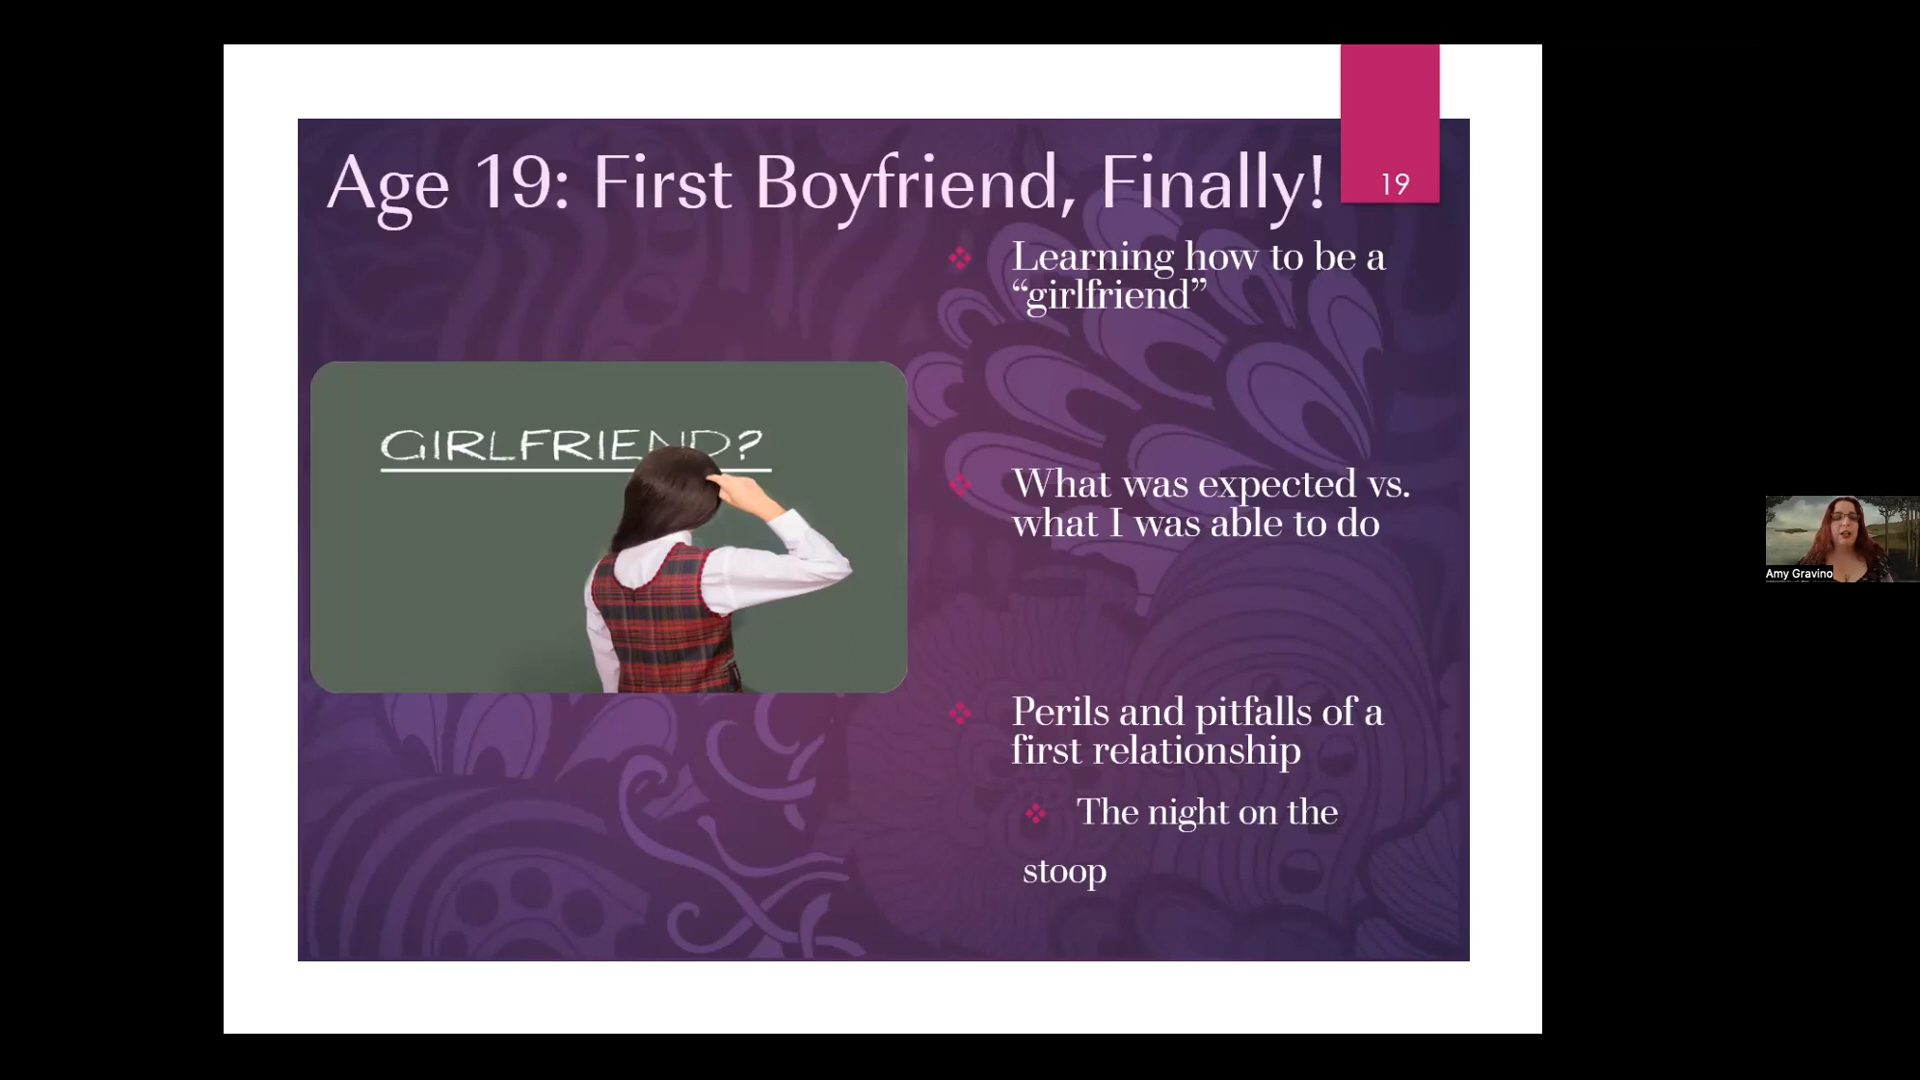 Age 19: First Boyfriend, Finally!
19
Learning how to be a
“girlfriend”
GIRLFRIEND?
What was expected vs.
what I was able to do
Perils and pitfalls of a
first relationship
The night on the
stoop
Amy Gravino